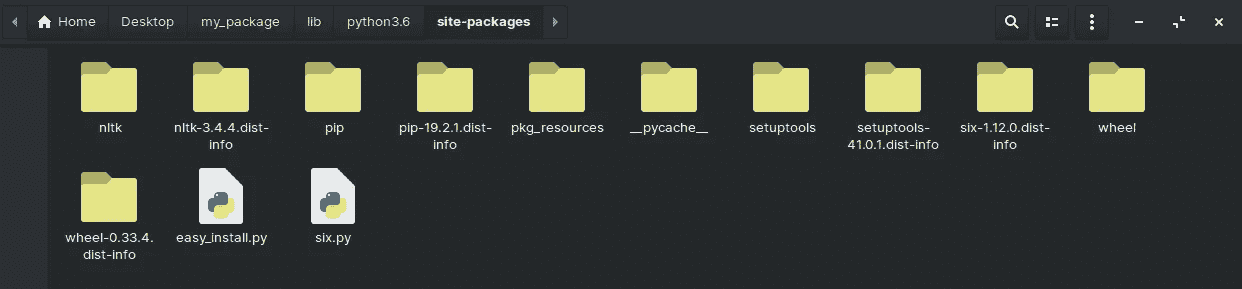 Home Desktop my_package lib python3.6 site-packages
nltk nltk-3.4.4.dist-info pip pip-19.2.1.dist-info pkg_resources __pycache__ setuptools setuptools-41.0.1.dist-info six-1.12.0.dist-info wheel
wheel-0.33.4.dist-info easy_install.py six.py